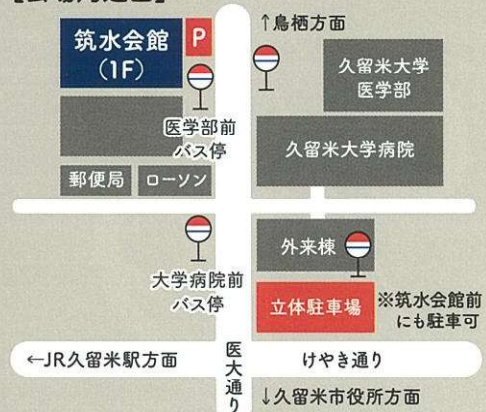 ↑鳥栖方面
筑水会館
(1F)
P
久留米大学
医学部
医学部前
バス停
久留米大学病院
郵便局
ローソン
外来棟
大学病院前
バス停
立体駐車場
※筑水会館前
にも駐車可
←JR久留米駅方面
医大通り
けやき通り
↓久留米市役所方面